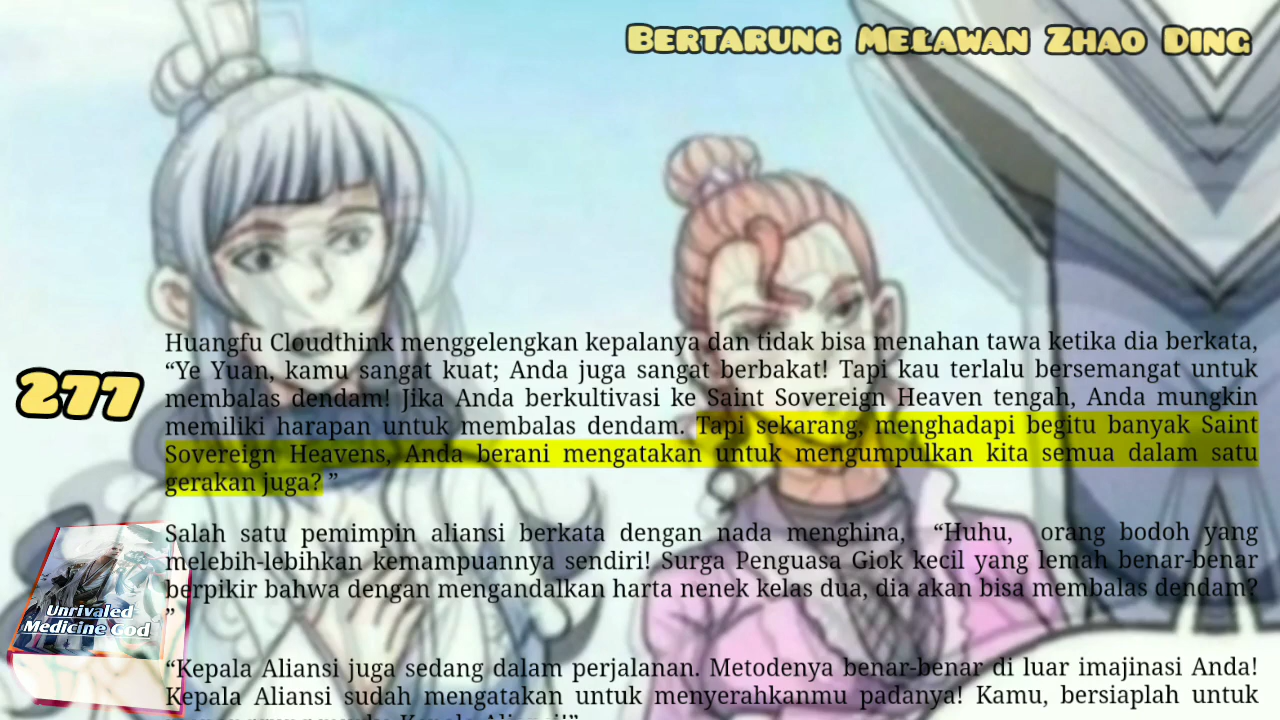 Bertarung Melawan Zhao Ding
Huangfu Cloudthink menggelengkan kepalanya dan tidak bisa menahan tawa ketika dia berkata,
“Ye Yuan, kamu sangat kuat; Anda juga sangat berbakat! Tapi kau terlalu bersemangat untuk
membalas dendam! Jika Anda berkultivasi ke Saint Sovereign Heaven tengah, Anda mungkin
memiliki harapan untuk membalas dendam. Tapi sekarang, menghadapi begitu banyak Saint
Sovereign Heavens, Anda berani mengatakan untuk mengumpulkan kita semua dalam satu
gerakan juga? ”
277
Salah satu pemimpin aliansi berkata dengan nada menghina, “Huhu, orang bodoh yang
melebih-lebihkan kemampuannya sendiri! Surga Penguasa Giok kecil yang lemah benar-benar
berpikir bahwa dengan mengandalkan harta nenek kelas dua, dia akan bisa membalas dendam?
”
Unrivaled
Medicine God
“Kepala Aliansi juga sedang dalam perjalanan. Metodenya benar-benar di luar imajinasi Anda!
Kepala Aliansi sudah mengatakan untuk menyerahkanmu padanya! Kamu, bersiaplah untuk
Kepala Aliansi!”